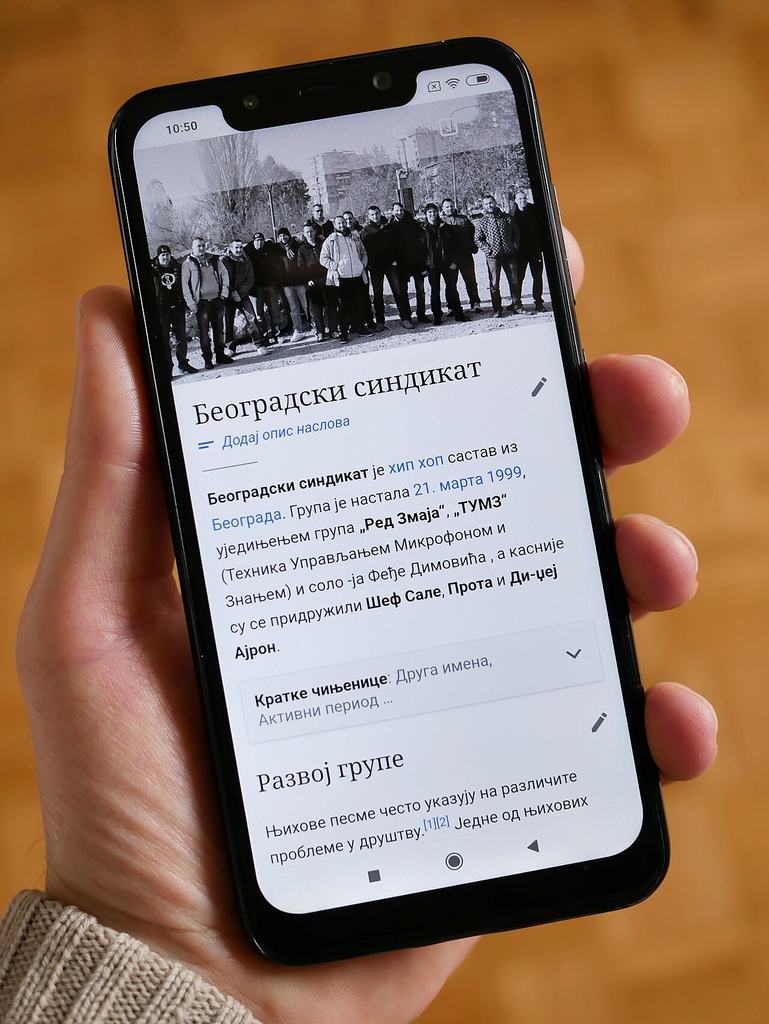 10:50
Београдски синдикат
Додај опис наслова
Београдски синдикат је хип хоп састав из
Београда. Група је настала 21. марта 1999,
уједињењем група „Ред Змаја“, „ТУМЗ“
(Техника Управљањем Микрофоном и
Знањем) и соло -ја Феђе Димовића , а касније
су се придружили Шеф Сале, Прота и Ди-џеј
Ајрон.
Кратке чињенице: Друга имена,
Активни период ...
Развој групе
Њихове песме често указују на различите
проблеме у друштву.[1][2] Једне од њихових